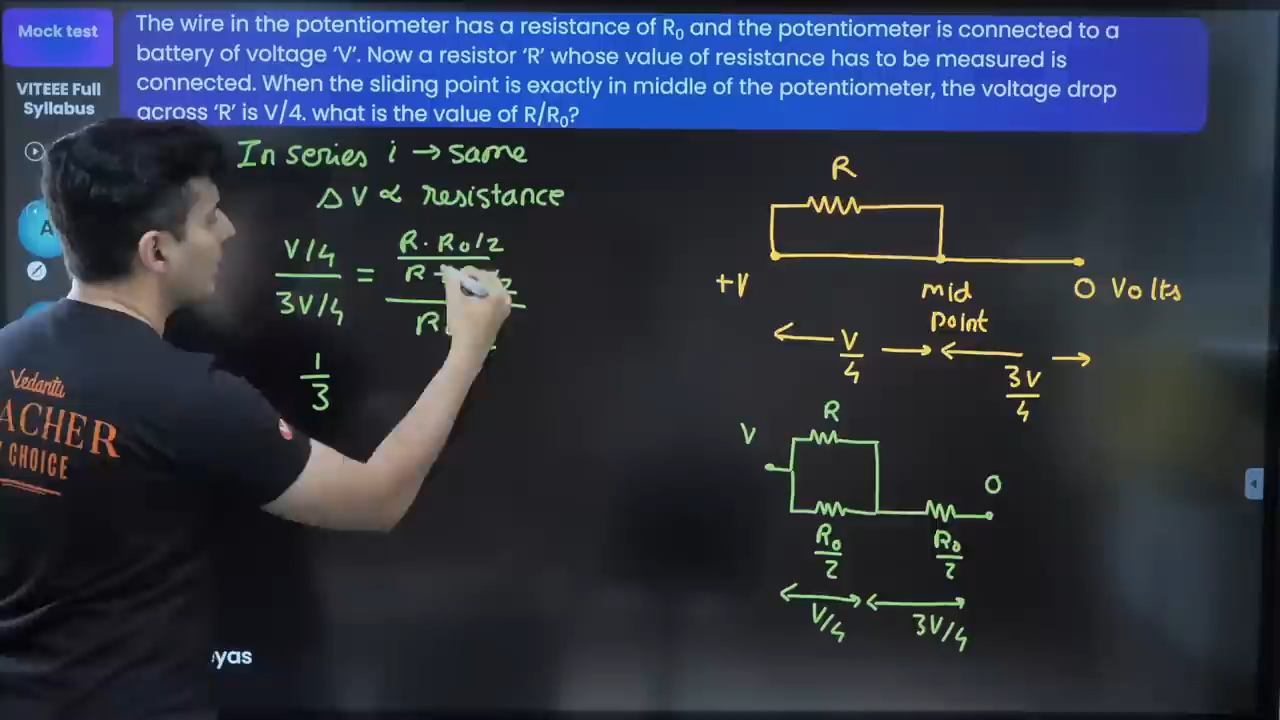 Mock test
VITEEE Full
Syllabus
The wire in the potentiometer has a resistance of R₀ and the potentiometer is connected to a
battery of voltage ‘V’. Now a resistor ‘R’ whose value of resistance has to be measured is
connected. When the sliding point is exactly in middle of the potentiometer, the voltage drop
across ‘R’ is V/4. what is the value of R/R₀?
In series i → same
Δ V ∝ resistance
V/4
3V/4
=
R · R₀/2
R
1
3
R
+V
mid
point
0 Volts
V
4
3V
4
R
V
0
R₀
2
R₀
2
V/4
3V/4
Vedantu
ACHER
CHOICE
yas